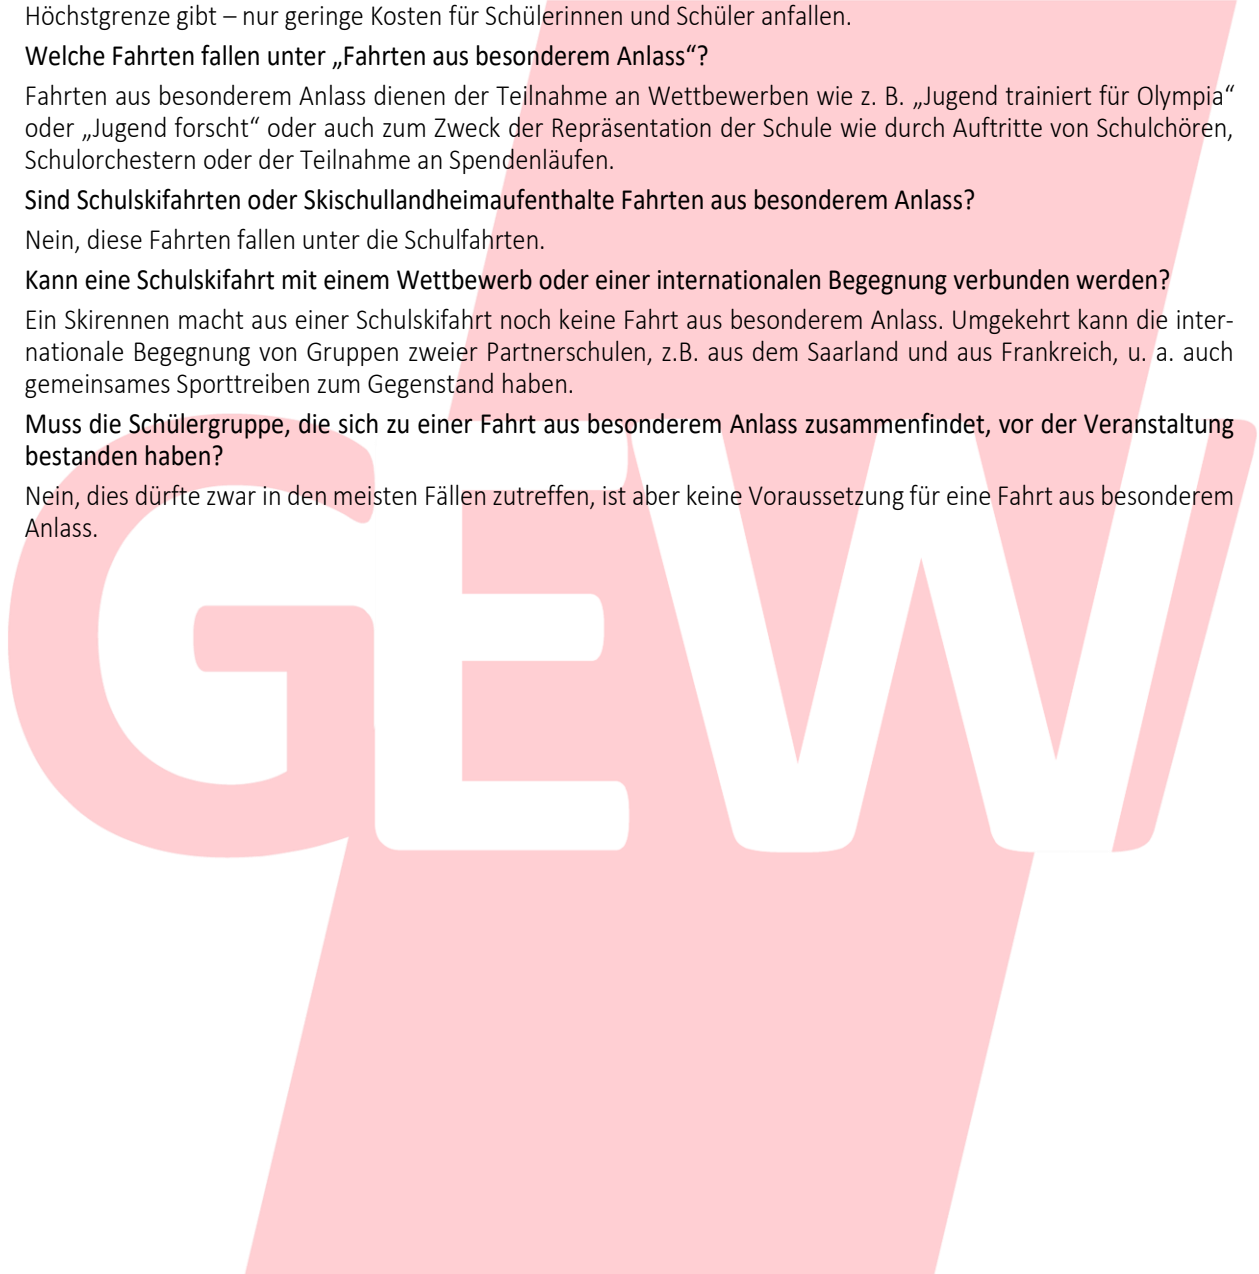 Höchstgrenze gibt – nur geringe Kosten für Schülerinnen und Schüler anfallen.
Welche Fahrten fallen unter „Fahrten aus besonderem Anlass“?
Fahrten aus besonderem Anlass dienen der Teilnahme an Wettbewerben wie z. B. „Jugend trainiert für Olympia“
oder „Jugend forscht“ oder auch zum Zweck der Repräsentation der Schule wie durch Auftritte von Schulchören,
Schulorchestern oder der Teilnahme an Spendenläufen.
Sind Schulskifahrten oder Skischullandheimaufenthalte Fahrten aus besonderem Anlass?
Nein, diese Fahrten fallen unter die Schulfahrten.
Kann eine Schulskifahrt mit einem Wettbewerb oder einer internationalen Begegnung verbunden werden?
Ein Skirennen macht aus einer Schulskifahrt noch keine Fahrt aus besonderem Anlass. Umgekehrt kann die inter-
nationale Begegnung von Gruppen zweier Partnerschulen, z.B. aus dem Saarland und aus Frankreich, u. a. auch
gemeinsames Sporttreiben zum Gegenstand haben.
Muss die Schülergruppe, die sich zu einer Fahrt aus besonderem Anlass zusammenfindet, vor der Veranstaltung
bestanden haben?
Nein, dies dürfte zwar in den meisten Fällen zutreffen, ist aber keine Voraussetzung für eine Fahrt aus besonderem
Anlass.
GEW